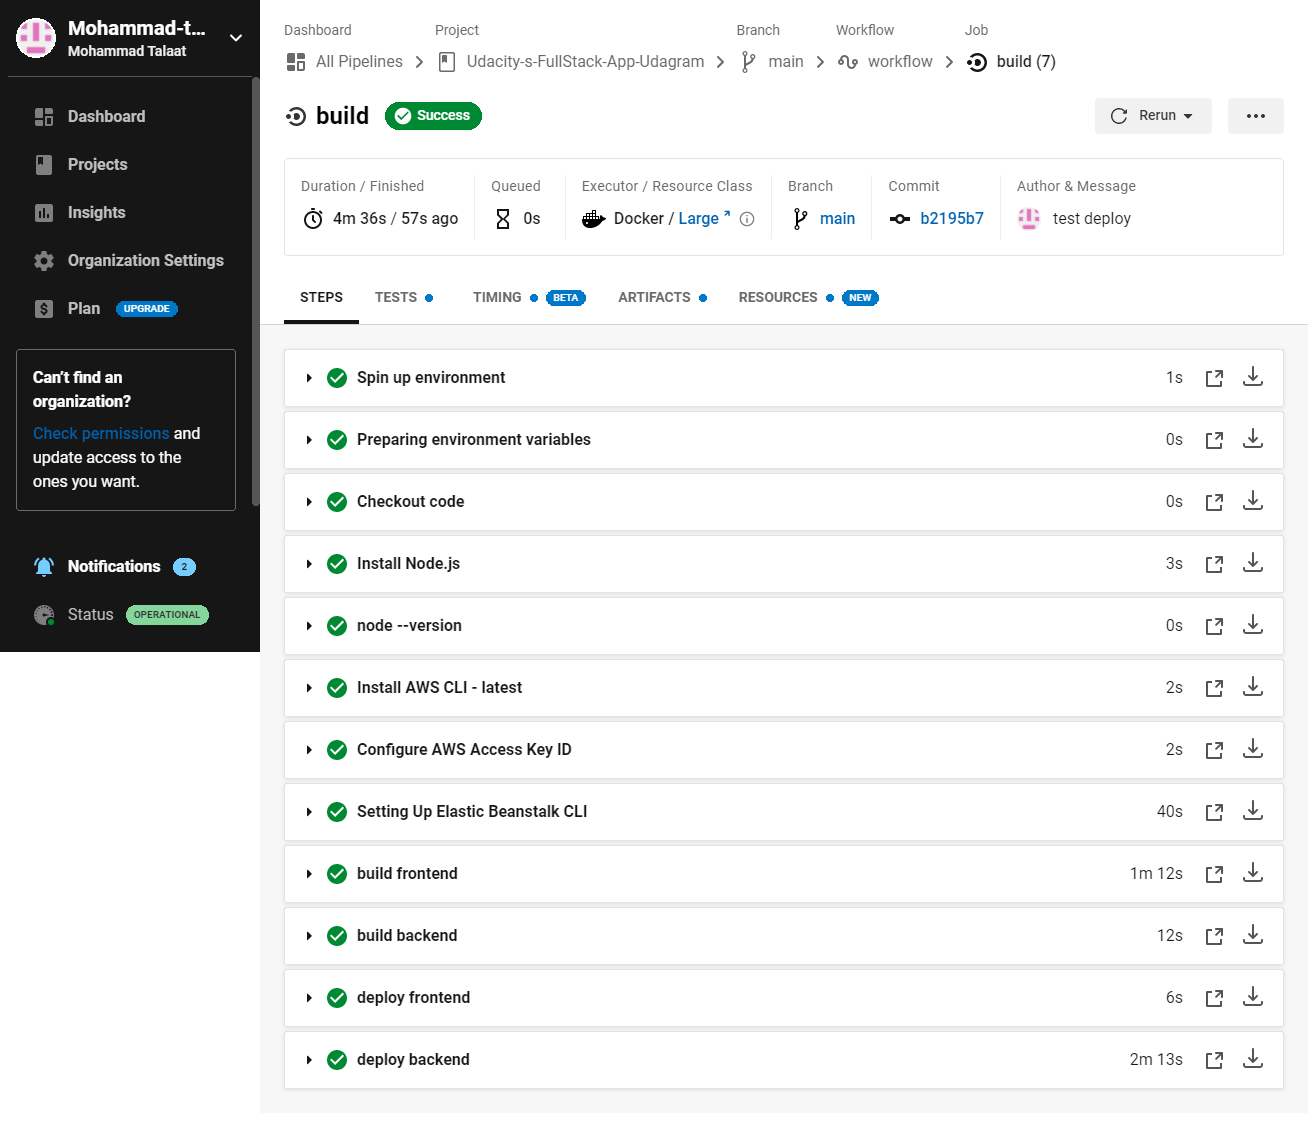 Mohammad-t...
Mohammad Talaat
Dashboard
Projects
Insights
Organization Settings
Plan UPGRADE
Can't find an
organization?
Check permissions and
update access to the
ones you want.
Notifications 2
Status OPERATIONAL
Dashboard Project Branch Workflow Job
All Pipelines Udacity-s-FullStack-App-Udagram main workflow build (7)
build Success Rerun
Duration / Finished Queued Executor / Resource Class Branch Commit Author & Message
4m 36s / 57s ago 0s Docker / Large main b2195b7 test deploy
STEPS TESTS TIMING BETA ARTIFACTS RESOURCES NEW
Spin up environment 1s
Preparing environment variables 0s
Checkout code 0s
Install Node.js 3s
node --version 0s
Install AWS CLI - latest 2s
Configure AWS Access Key ID 2s
Setting Up Elastic Beanstalk CLI 40s
build frontend 1m 12s
build backend 12s
deploy frontend 6s
deploy backend 2m 13s